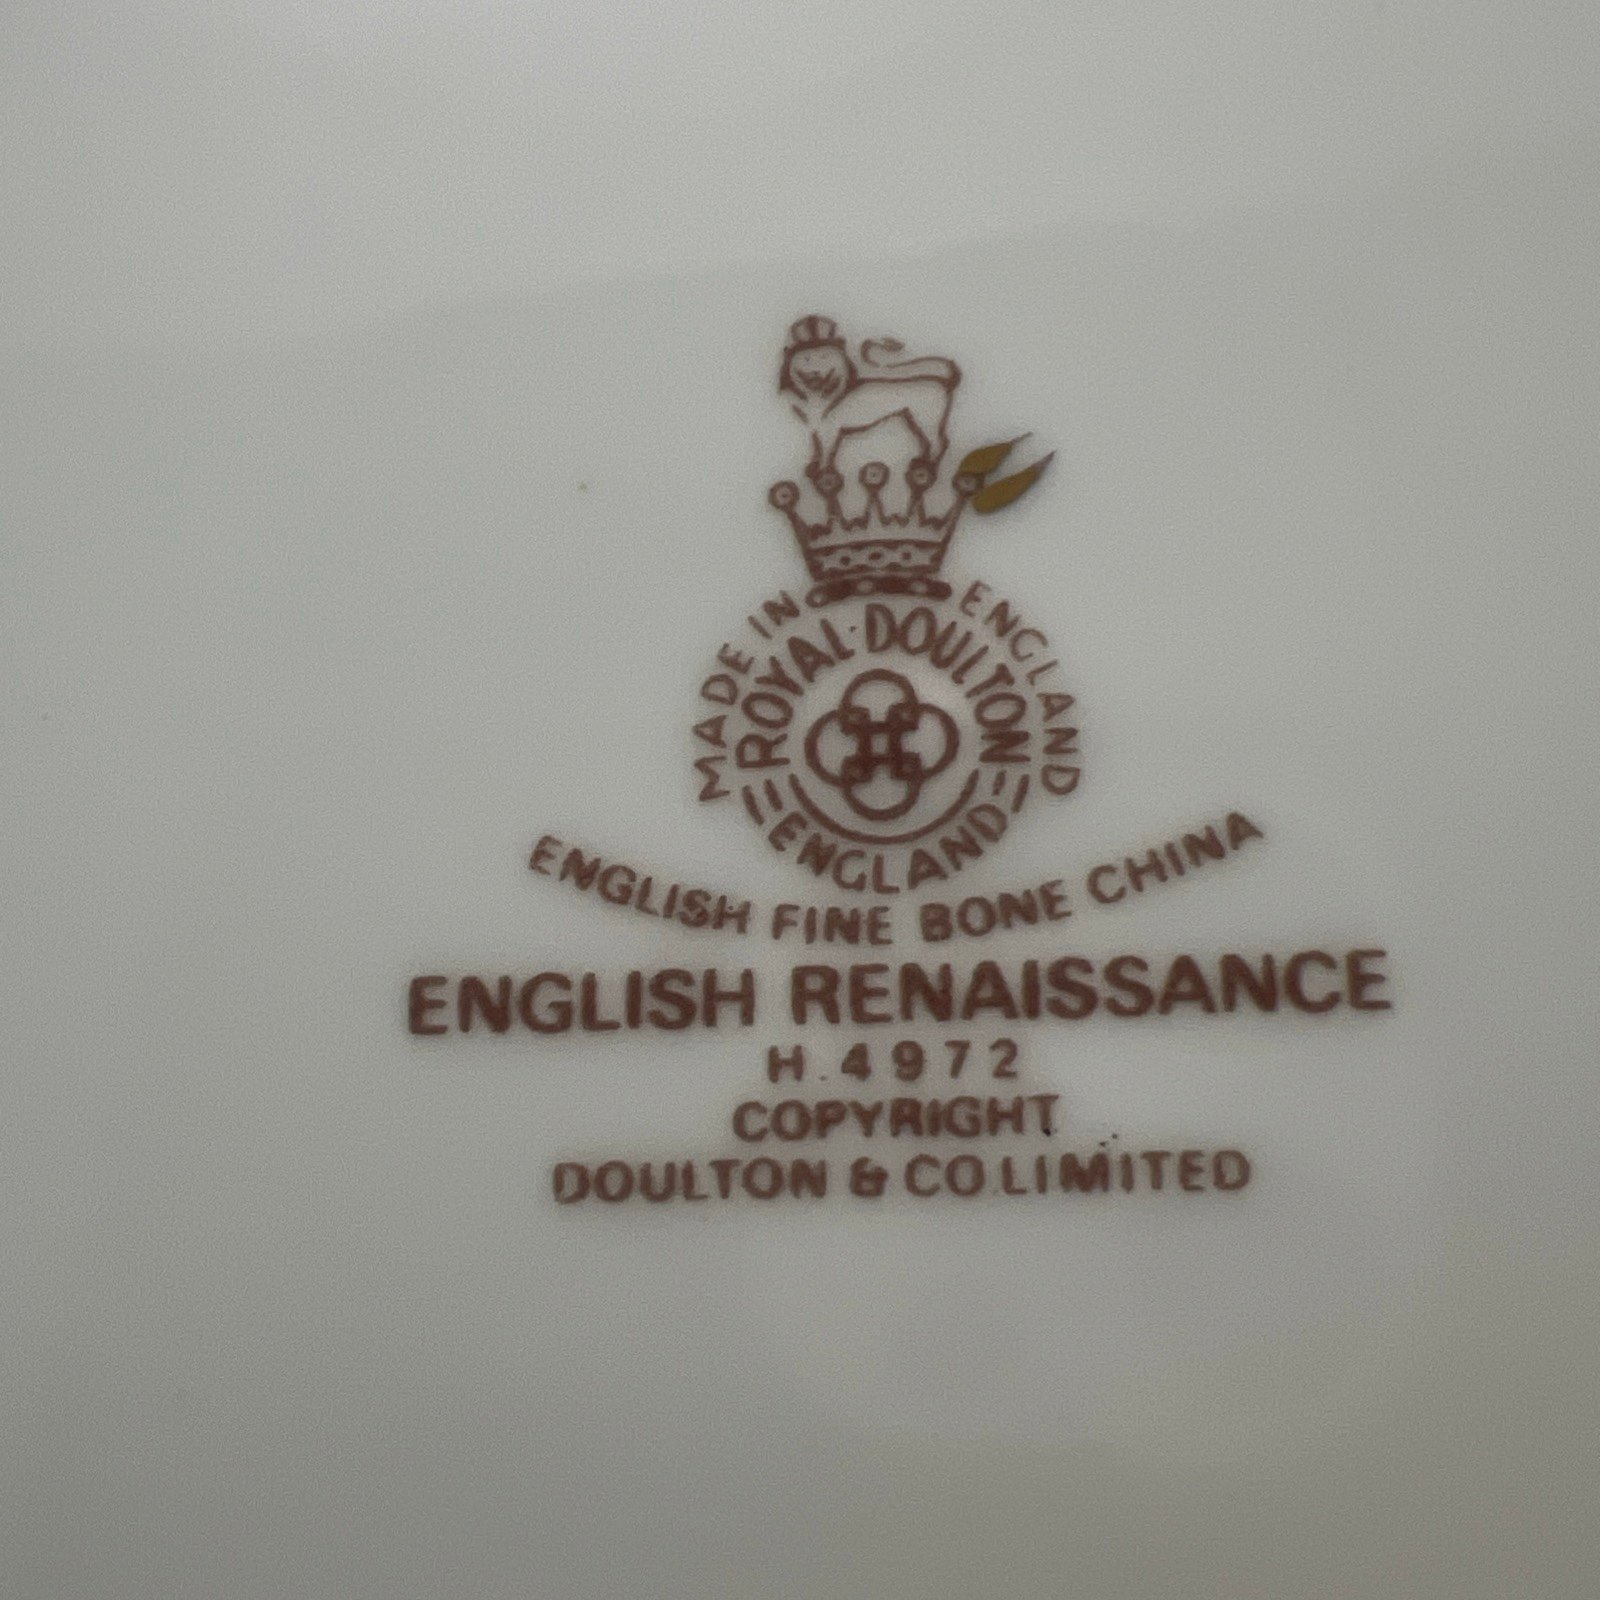 MADE IN ENGLAND
ROYAL DOULTON
ENGLAND
ENGLISH FINE BONE CHINA
ENGLISH RENAISSANCE
H.4972
COPYRIGHT
DOULTON & CO.LIMITED